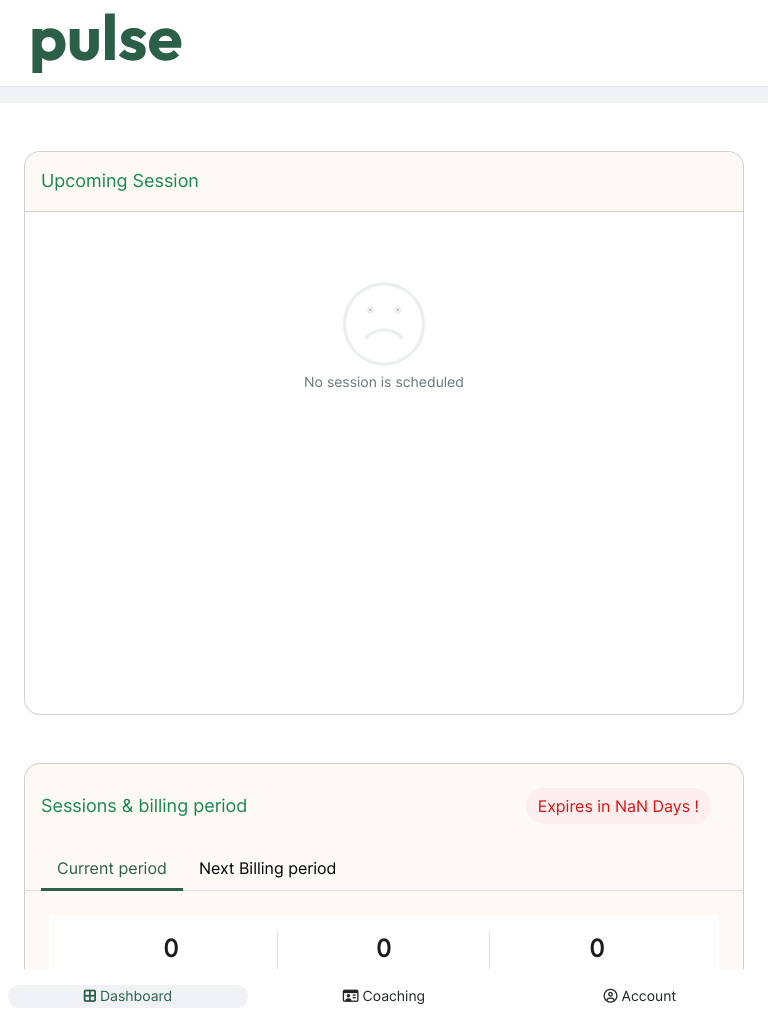 pulse
Upcoming Session
No session is scheduled
Sessions & billing period
Expires in NaN Days !
Current period
Next Billing period
0
0
0
Dashboard
Coaching
Account